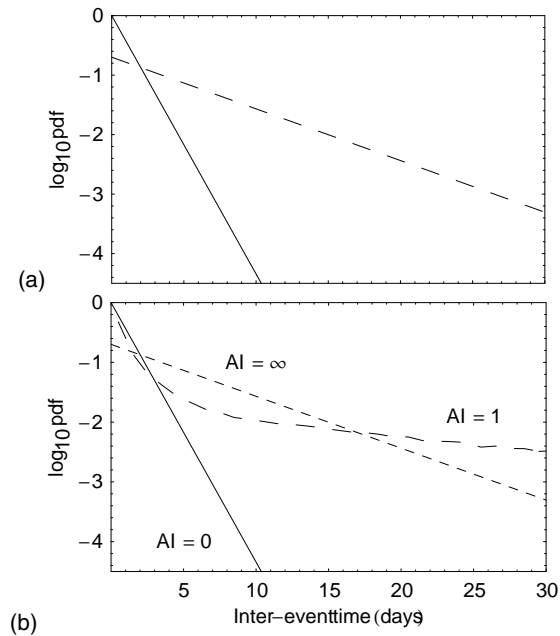 0
−1
−2
−3
−4
log10pdf
(a)
0
−1
−2
−3
−4
log10pdf
AI = ∞
AI = 1
AI = 0
5 10 15 20 25 30
Inter−eventtime (days)
(b)